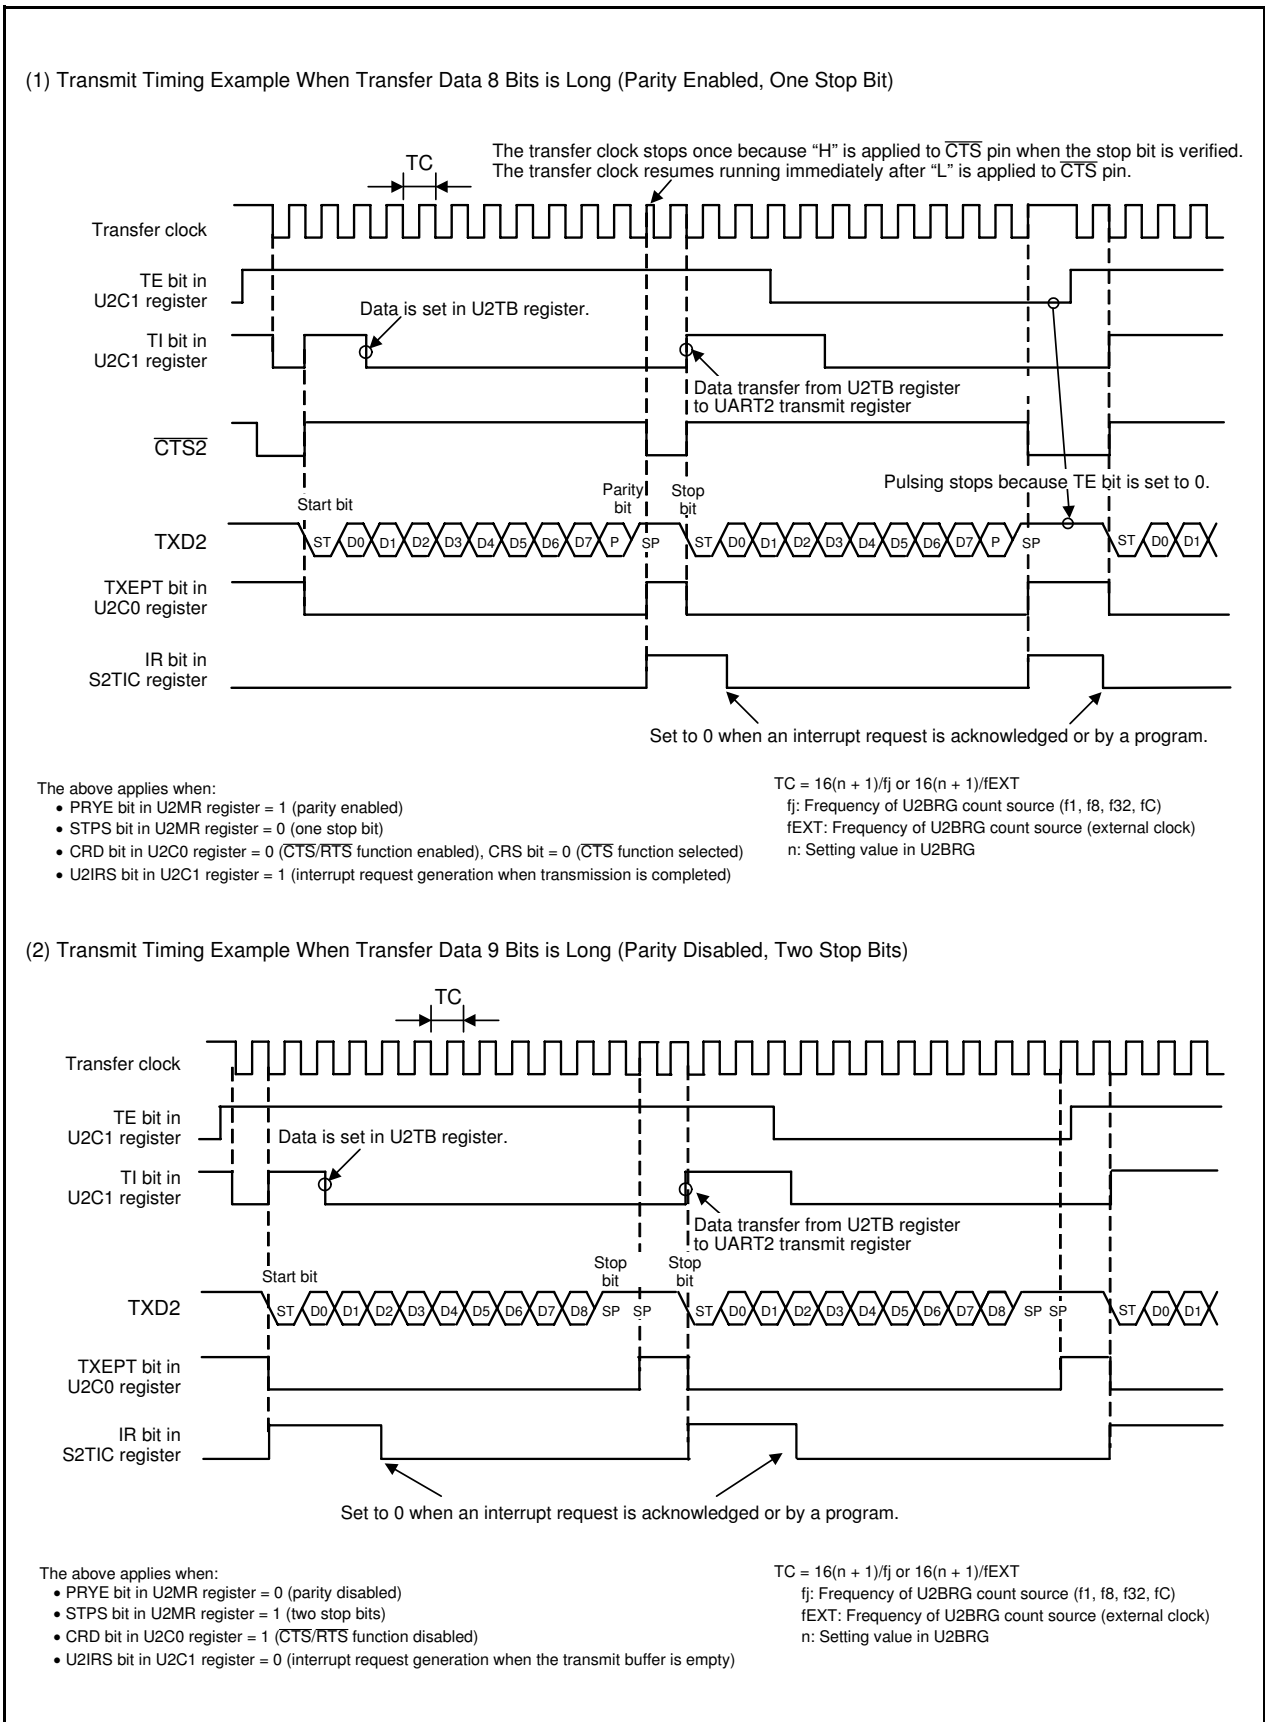 (1) Transmit Timing Example When Transfer Data 8 Bits is Long (Parity Enabled, One Stop Bit)
The transfer clock stops once because “H” is applied to CTS pin when the stop bit is verified.
The transfer clock resumes running immediately after “L” is applied to CTS pin.
TC
Transfer clock
TE bit in
U2C1 register
Data is set in U2TB register.
TI bit in
U2C1 register
Data transfer from U2TB register
to UART2 transmit register
CTS2
Pulsing stops because TE bit is set to 0.
Start bit
Parity
bit
Stop
bit
TXD2
ST D0 D1 D2 D3 D4 D5 D6 D7 P SP ST D0 D1 D2 D3 D4 D5 D6 D7 P SP ST D0 D1
TXEPT bit in
U2C0 register
IR bit in
S2TIC register
Set to 0 when an interrupt request is acknowledged or by a program.
The above applies when:
• PRYE bit in U2MR register = 1 (parity enabled)
• STPS bit in U2MR register = 0 (one stop bit)
• CRD bit in U2C0 register = 0 (CTS/RTS function enabled), CRS bit = 0 (CTS function selected)
• U2IRS bit in U2C1 register = 1 (interrupt request generation when transmission is completed)
TC = 16(n + 1)/fj or 16(n + 1)/fEXT
fj: Frequency of U2BRG count source (f1, f8, f32, fC)
fEXT: Frequency of U2BRG count source (external clock)
n: Setting value in U2BRG
(2) Transmit Timing Example When Transfer Data 9 Bits is Long (Parity Disabled, Two Stop Bits)
TC
Transfer clock
TE bit in
U2C1 register
Data is set in U2TB register.
TI bit in
U2C1 register
Data transfer from U2TB register
to UART2 transmit register
Start bit
Stop
bit
Stop
bit
TXD2
ST D0 D1 D2 D3 D4 D5 D6 D7 D8 SP SP ST D0 D1 D2 D3 D4 D5 D6 D7 D8 SP SP ST D0 D1
TXEPT bit in
U2C0 register
IR bit in
S2TIC register
Set to 0 when an interrupt request is acknowledged or by a program.
The above applies when:
• PRYE bit in U2MR register = 0 (parity disabled)
• STPS bit in U2MR register = 1 (two stop bits)
• CRD bit in U2C0 register = 1 (CTS/RTS function disabled)
• U2IRS bit in U2C1 register = 0 (interrupt request generation when the transmit buffer is empty)
TC = 16(n + 1)/fj or 16(n + 1)/fEXT
fj: Frequency of U2BRG count source (f1, f8, f32, fC)
fEXT: Frequency of U2BRG count source (external clock)
n: Setting value in U2BRG